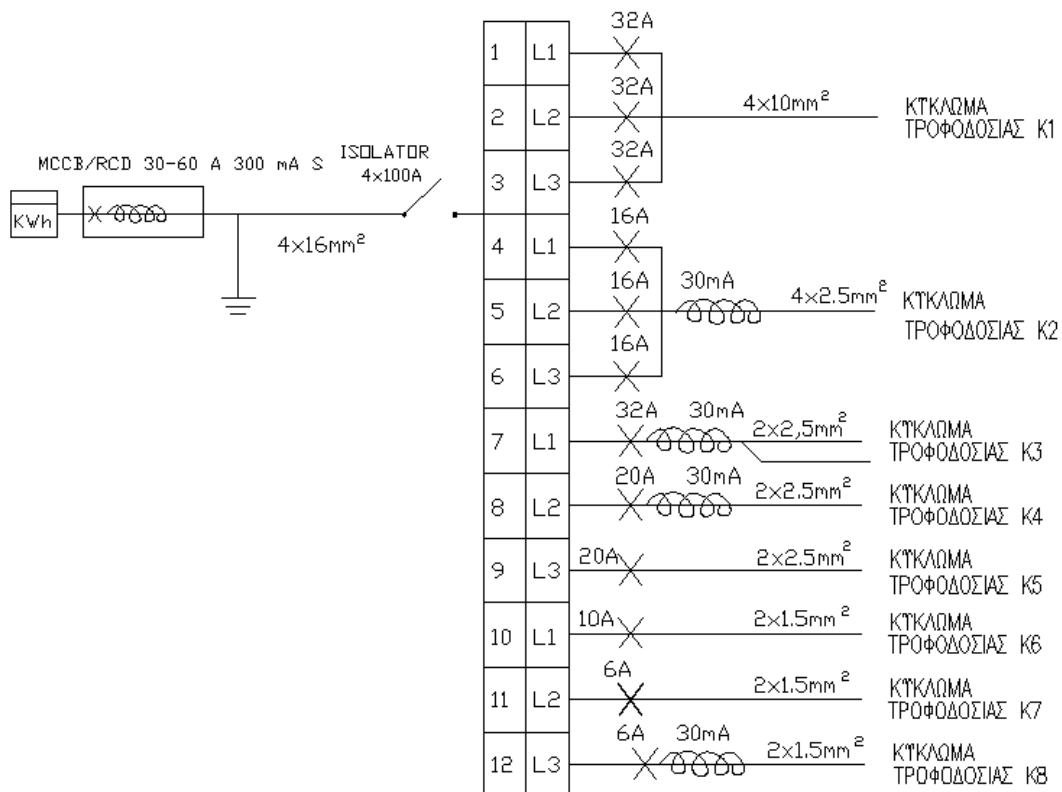 MCCB/RCD 30-60 A 300 mA S
ISOLATOR
4x100A
KWh
4x16mm²
1 L1 32A
2 L2 32A 4x10mm² ΚΥΚΛΩΜΑ
ΤΡΟΦΟΔΟΣΙΑΣ Κ1
3 L3 32A
4 L1 16A
5 L2 16A 30mA 4x2.5mm² ΚΥΚΛΩΜΑ
ΤΡΟΦΟΔΟΣΙΑΣ Κ2
6 L3 16A
7 L1 32A 30mA 2x2,5mm² ΚΥΚΛΩΜΑ
ΤΡΟΦΟΔΟΣΙΑΣ Κ3
8 L2 20A 30mA 2x2.5mm² ΚΥΚΛΩΜΑ
ΤΡΟΦΟΔΟΣΙΑΣ Κ4
9 L3 20A 2x2.5mm² ΚΥΚΛΩΜΑ
ΤΡΟΦΟΔΟΣΙΑΣ Κ5
10 L1 10A 2x1.5mm² ΚΥΚΛΩΜΑ
ΤΡΟΦΟΔΟΣΙΑΣ Κ6
11 L2 6A 2x1.5mm² ΚΥΚΛΩΜΑ
ΤΡΟΦΟΔΟΣΙΑΣ Κ7
12 L3 6A 30mA 2x1.5mm² ΚΥΚΛΩΜΑ
ΤΡΟΦΟΔΟΣΙΑΣ Κ8